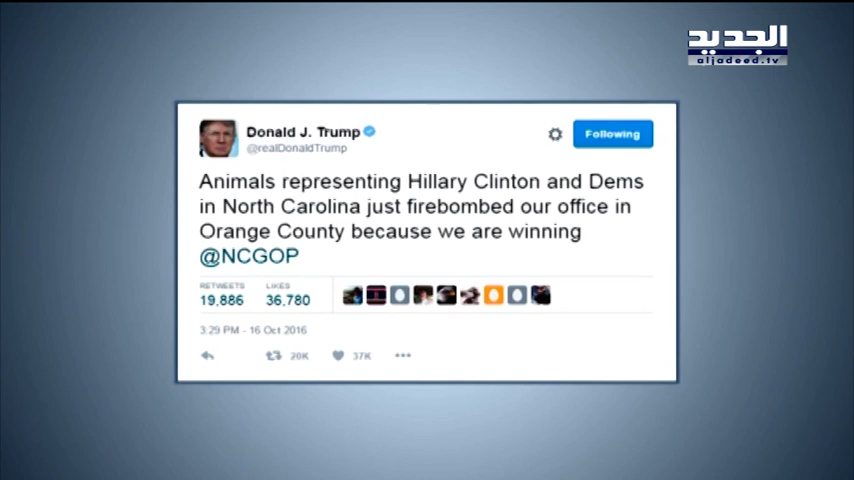 الجديد
aljadeed.tv
Donald J. Trump
@realDonaldTrump
Following
Animals representing Hillary Clinton and Dems
in North Carolina just firebombed our office in
Orange County because we are winning
@NCGOP
RETWEETS LIKES
19,886 36,780
3:29 PM - 16 Oct 2016
20K 37K